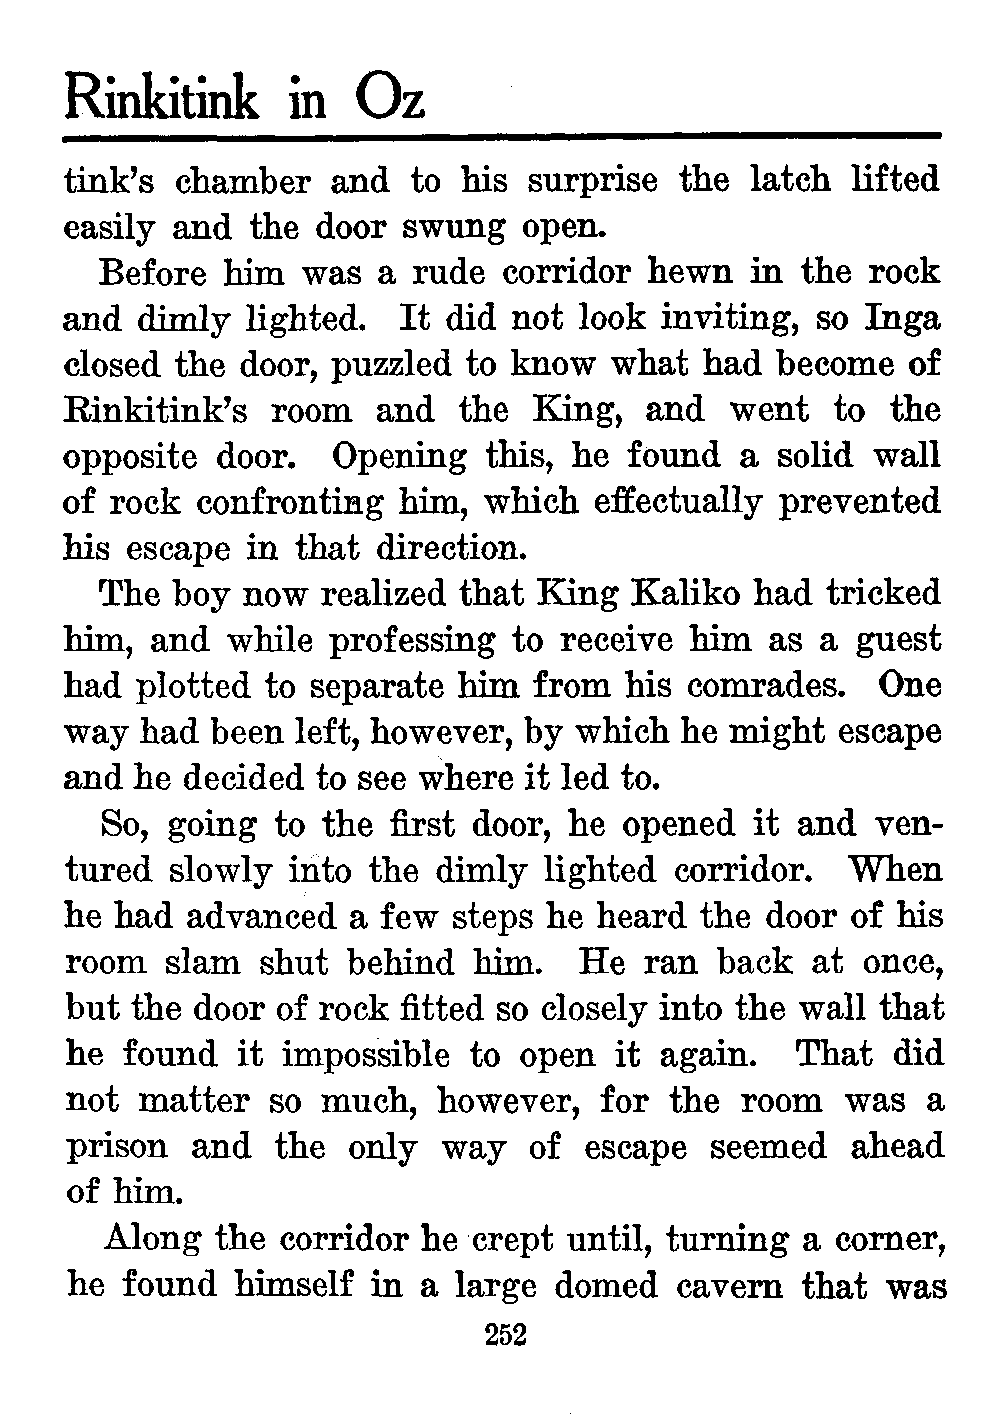 Rinkitink in Oz
tink's chamber and to his surprise the latch lifted
easily and the door swung open.
Before him was a rude corridor hewn in the rock
and dimly lighted. It did not look inviting, so Inga
closed the door, puzzled to know what had become of
Rinkitink's room and the King, and went to the
opposite door. Opening this, he found a solid wall
of rock confronting him, which effectually prevented
his escape in that direction.
The boy now realized that King Kaliko had tricked
him, and while professing to receive him as a guest
had plotted to separate him from his comrades. One
way had been left, however, by which he might escape
and he decided to see where it led to.
So, going to the first door, he opened it and ven-
tured slowly into the dimly lighted corridor. When
he had advanced a few steps he heard the door of his
room slam shut behind him. He ran back at once,
but the door of rock fitted so closely into the wall that
he found it impossible to open it again. That did
not matter so much, however, for the room was a
prison and the only way of escape seemed ahead
of him.
Along the corridor he crept until, turning a corner,
he found himself in a large domed cavern that was
252